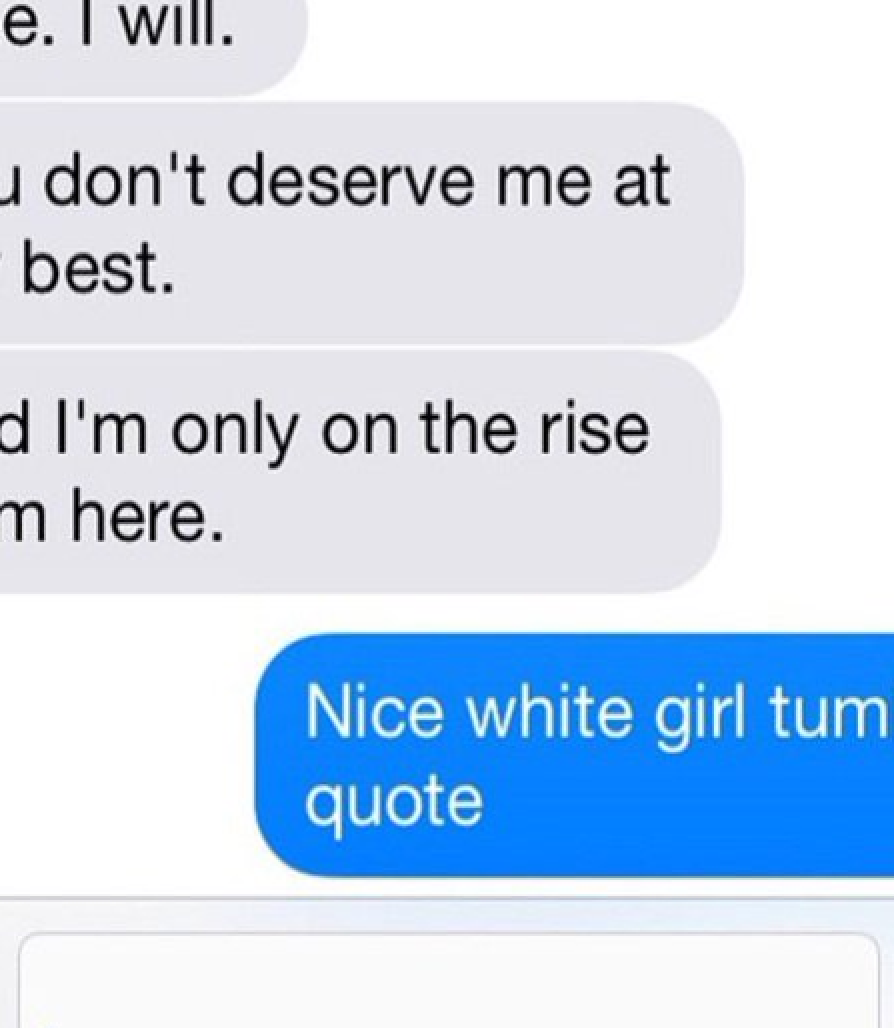 e. I will.
u don't deserve me at
best.
d I'm only on the rise
m here.
Nice white girl tum
quote